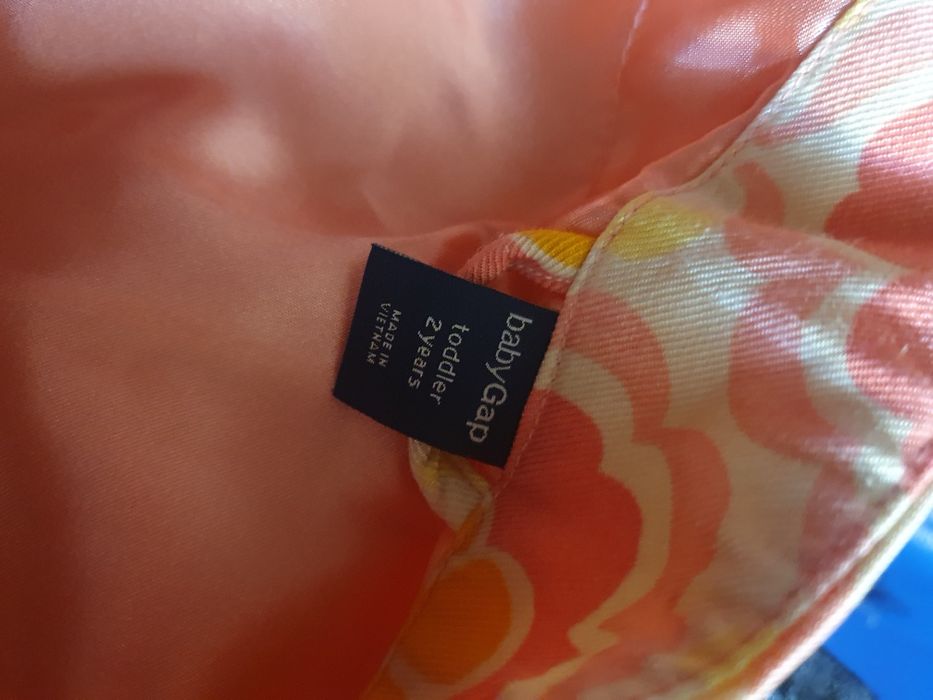 babyGap
toddler
2years
MADE IN
VIETNAM